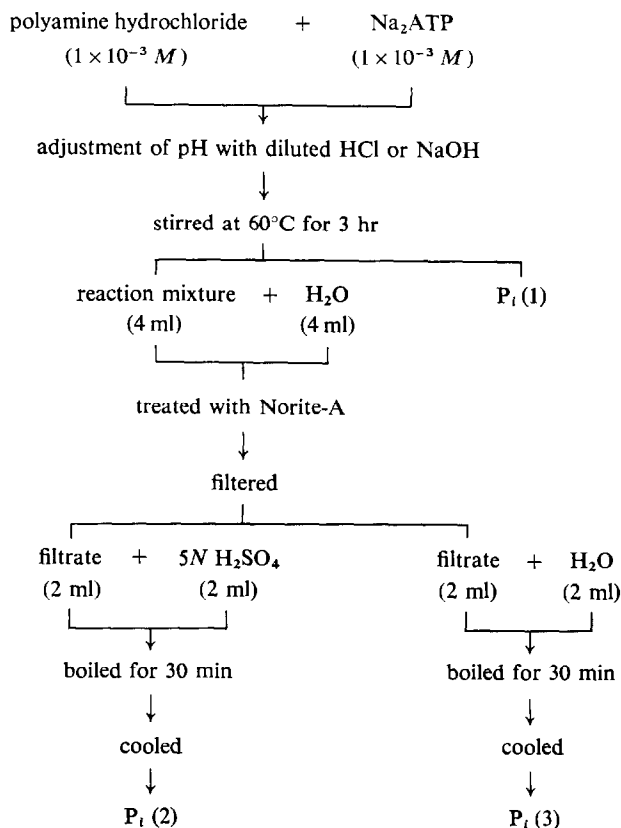 polyamine hydrochloride + Na₂ATP
(1 × 10⁻³ M) (1 × 10⁻³ M)
adjustment of pH with diluted HCl or NaOH
stirred at 60°C for 3 hr
reaction mixture + H₂O Pᵢ (1)
(4 ml) (4 ml)
treated with Norite-A
filtered
filtrate + 5N H₂SO₄ filtrate + H₂O
(2 ml) (2 ml) (2 ml) (2 ml)
boiled for 30 min boiled for 30 min
cooled cooled
Pᵢ (2) Pᵢ (3)